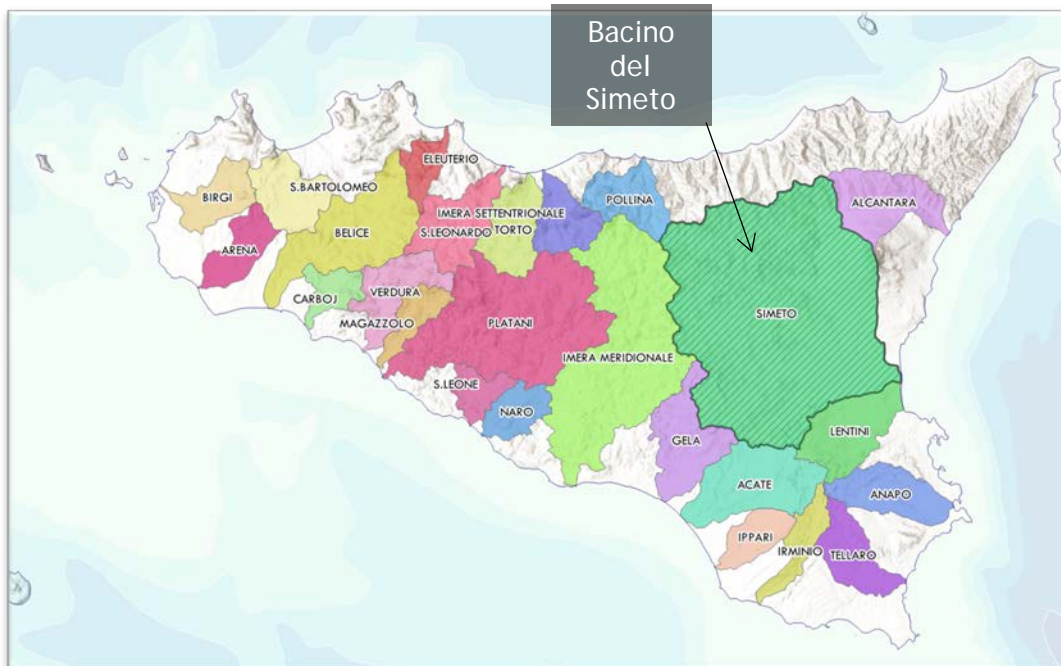 Bacino
del
Simeto
ELEUTERIO
BIRGI
S.BARTOLOMEO
POLLINA
ALCANTARA
IMERA SETTENTRIONALE
BELICE
S.LEONARDO
TORTO
ARENA
CARBOJ
VERDURA
SIMETO
MAGAZZOLO
PLATANI
IMERA MERIDIONALE
S.LEONE
NARO
GELA
LENTINI
ACATE
ANAPO
IPPARI
IRMINIO
TELLARO